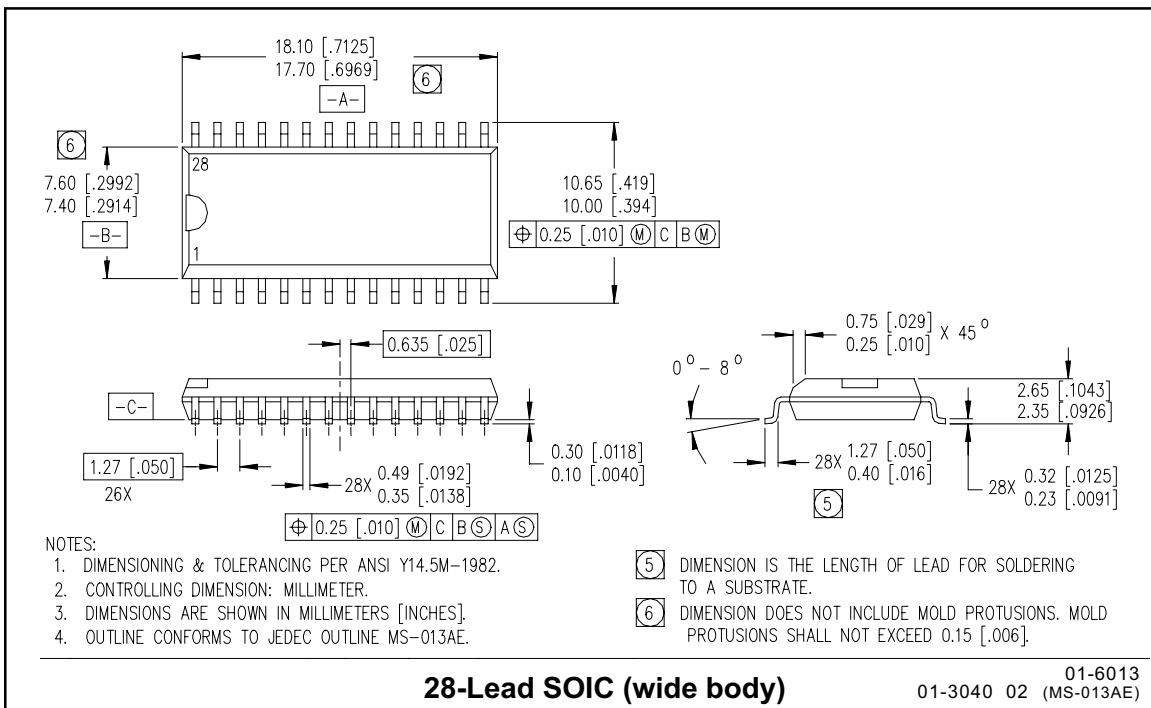 18.10 [.7125]
17.70 [.6969]
6
-A-
6
28
7.60 [.2992]
7.40 [.2914]
-B-
1
10.65 [.419]
10.00 [.394]
⌖ 0.25 [.010] Ⓜ C B Ⓜ
0.635 [.025]
-C-
1.27 [.050]
26X
28X 0.49 [.0192]
0.35 [.0138]
0.30 [.0118]
0.10 [.0040]
⌖ 0.25 [.010] Ⓜ C B Ⓢ A Ⓢ
0.75 [.029]
0.25 [.010] X 45°
0° - 8°
2.65 [.1043]
2.35 [.0926]
28X 1.27 [.050]
0.40 [.016]
5
28X 0.32 [.0125]
0.23 [.0091]
NOTES:
1. DIMENSIONING & TOLERANCING PER ANSI Y14.5M-1982.
2. CONTROLLING DIMENSION: MILLIMETER.
3. DIMENSIONS ARE SHOWN IN MILLIMETERS [INCHES].
4. OUTLINE CONFORMS TO JEDEC OUTLINE MS-013AE.
5 DIMENSION IS THE LENGTH OF LEAD FOR SOLDERING
TO A SUBSTRATE.
6 DIMENSION DOES NOT INCLUDE MOLD PROTUSIONS. MOLD
PROTUSIONS SHALL NOT EXCEED 0.15 [.006].
28-Lead SOIC (wide body)
01-6013
01-3040 02 (MS-013AE)